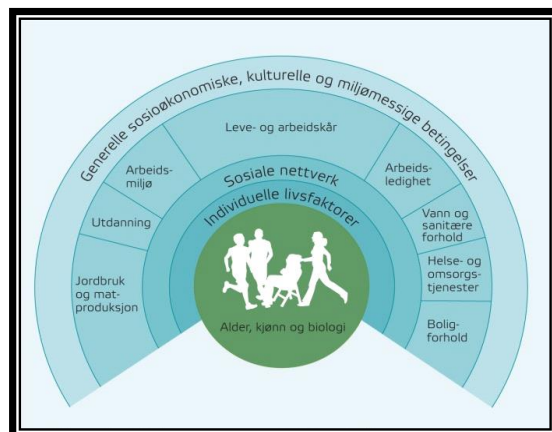 Generelle sosioøkonomiske, kulturelle og miljømessige betingelser
Leve- og arbeidskår
Arbeids-
miljø
Arbeids-
ledighet
Sosiale nettverk
Individuelle livsfaktorer
Utdanning
Vann og
sanitære
forhold
Jordbruk
og mat-
produksjon
Helse- og
omsorgs-
tjenester
Bolig-
forhold
Alder, kjønn og biologi